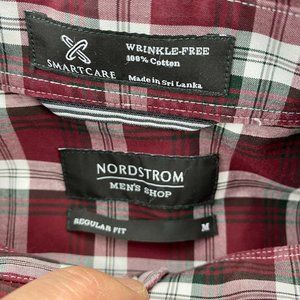 SMARTCARE
WRINKLE-FREE
100% Cotton
Made in Sri Lanka
NORDSTROM
MEN'S SHOP
REGULAR FIT
M